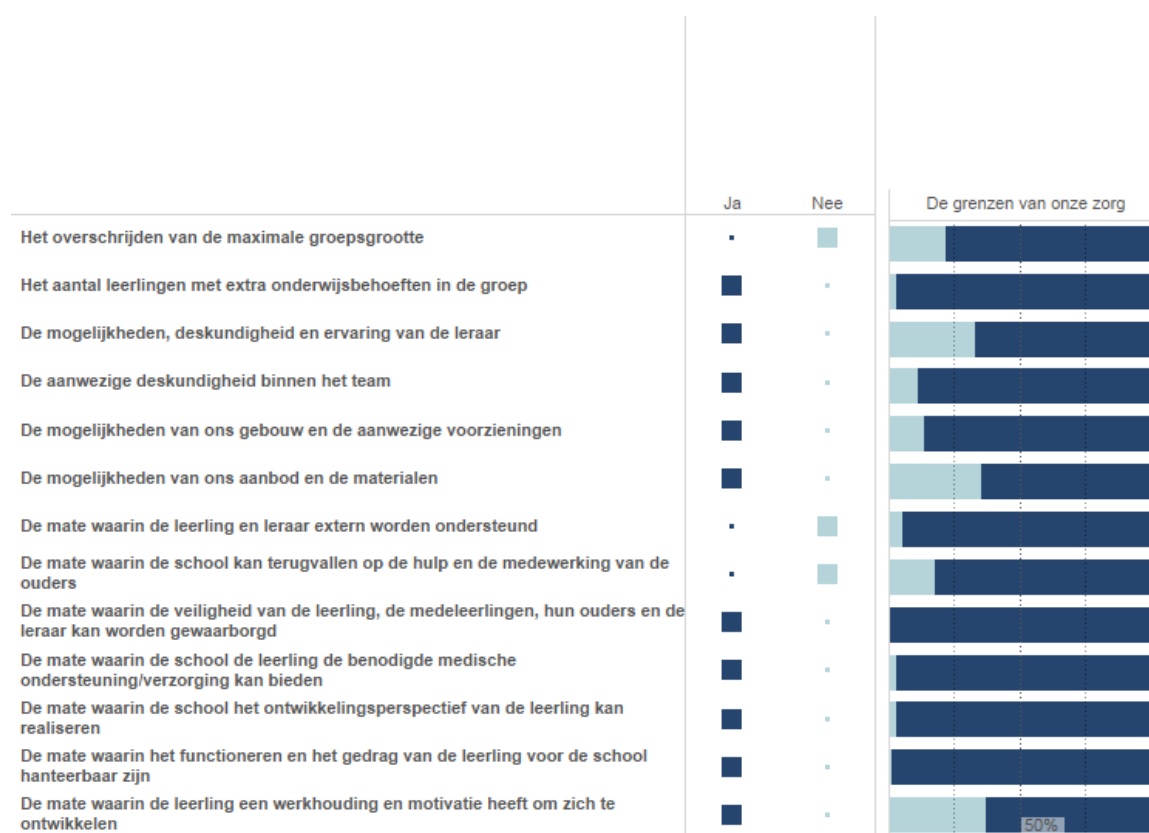 Ja Nee De grenzen van onze zorg
Het overschrijden van de maximale groepsgrootte
Het aantal leerlingen met extra onderwijsbehoeften in de groep
De mogelijkheden, deskundigheid en ervaring van de leraar
De aanwezige deskundigheid binnen het team
De mogelijkheden van ons gebouw en de aanwezige voorzieningen
De mogelijkheden van ons aanbod en de materialen
De mate waarin de leerling en leraar extern worden ondersteund
De mate waarin de school kan terugvallen op de hulp en de medewerking van de
ouders
De mate waarin de veiligheid van de leerling, de medeleerlingen, hun ouders en de
leraar kan worden gewaarborgd
De mate waarin de school de leerling de benodigde medische
ondersteuning/verzorging kan bieden
De mate waarin de school het ontwikkelingsperspectief van de leerling kan
realiseren
De mate waarin het functioneren en het gedrag van de leerling voor de school
hanteerbaar zijn
De mate waarin de leerling een werkhouding en motivatie heeft om zich te
ontwikkelen
50%